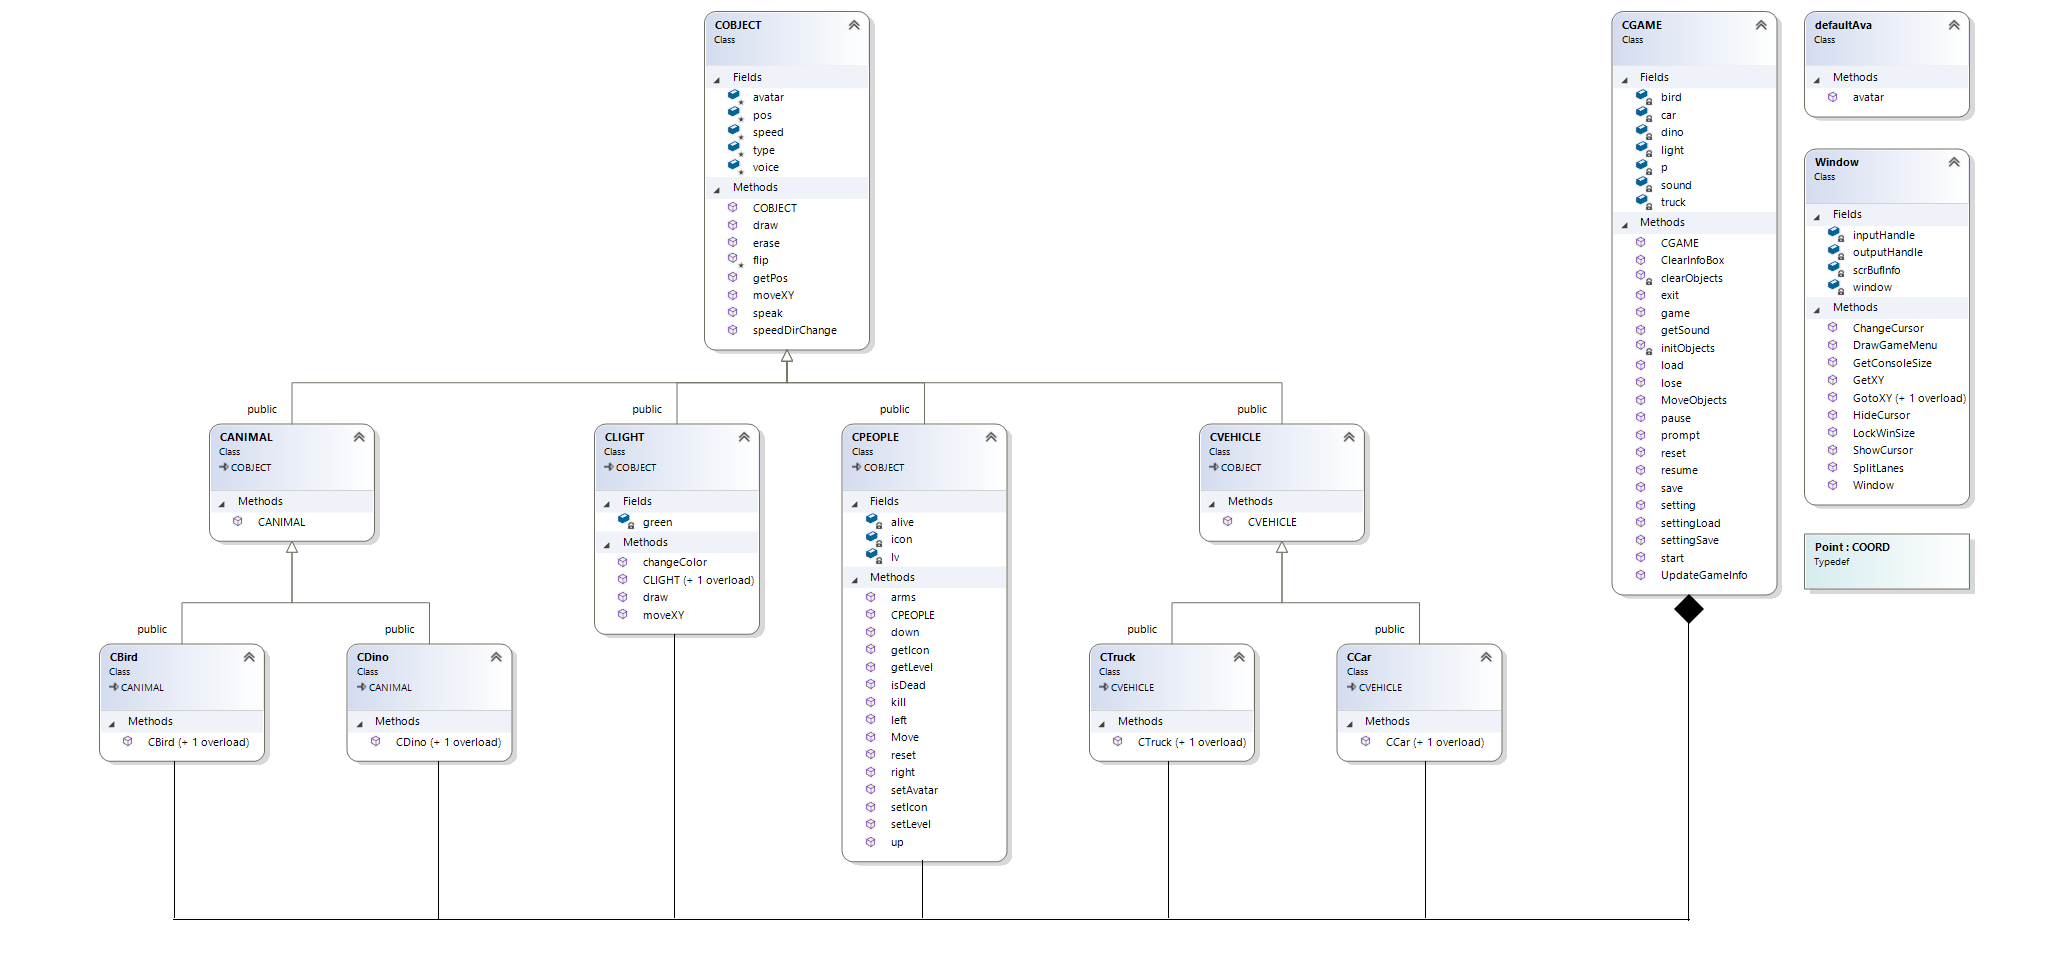 COBJECT
Class
Fields
avatar
pos
speed
type
voice
Methods
COBJECT
draw
erase
flip
getPos
moveXY
speak
speedDirChange
CGAME
Class
Fields
bird
car
dino
light
p
sound
truck
Methods
CGAME
ClearInfoBox
clearObjects
exit
game
getSound
initObjects
load
lose
MoveObjects
pause
prompt
reset
resume
save
setting
settingLoad
settingSave
start
UpdateGameInfo
defaultAva
Class
Methods
avatar
Window
Class
Fields
inputHandle
outputHandle
scrBufInfo
window
Methods
ChangeCursor
DrawGameMenu
GetConsoleSize
GetXY
GotoXY (+ 1 overload)
HideCursor
LockWinSize
ShowCursor
SplitLanes
Window
Point : COORD
Typedef
public
public
public
public
CANIMAL
Class
COBJECT
Methods
CANIMAL
CLIGHT
Class
COBJECT
Fields
green
Methods
changeColor
CLIGHT (+ 1 overload)
draw
moveXY
CPEOPLE
Class
COBJECT
Fields
alive
icon
lv
Methods
arms
CPEOPLE
down
getIcon
getLevel
isDead
kill
left
Move
reset
right
setAvatar
setIcon
setLevel
up
CVEHICLE
Class
COBJECT
Methods
CVEHICLE
public
public
public
public
CBird
Class
CANIMAL
Methods
CBird (+ 1 overload)
CDino
Class
CANIMAL
Methods
CDino (+ 1 overload)
CTruck
Class
CVEHICLE
Methods
CTruck (+ 1 overload)
CCar
Class
CVEHICLE
Methods
CCar (+ 1 overload)